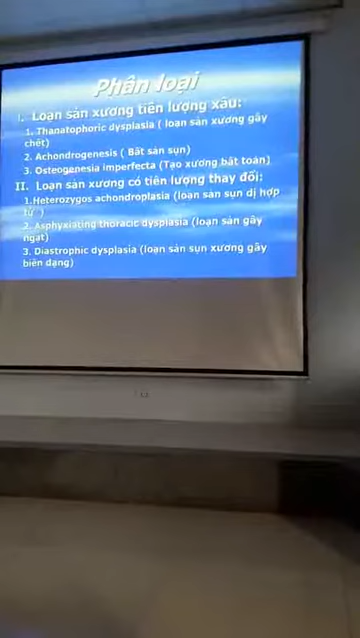 Phân loại
I. Loạn sản xương tiên lượng xấu:
1. Thanatophoric dysplasia ( loạn sản xương gây
chết)
2. Achondrogenesis ( Bất sản sụn)
3. Osteogenesia imperfecta (Tạo xương bất toàn)
II. Loạn sản xương có tiên lượng thay đổi:
1.Heterozygos achondroplasia (loạn sản sụn dị hợp
tử )
2. Asphyxiating thoracic dysplasia (loạn sản gây
ngạt)
3. Diastrophic dysplasia (loạn sản sụn xương gây
biến dạng)